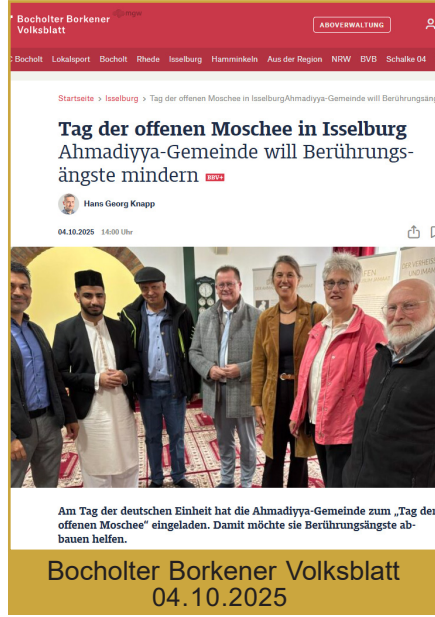 Bocholter Borkener
Volksblatt
ABOVERWALTUNG
Bocholt Lokalsport Bocholt Rhede Isselburg Hamminkeln Aus der Region NRW BVB Schalke 04
Startseite > Isselburg > Tag der offenen Moschee in IsselburgAhmadiyya-Gemeinde will Berührungsäng
Tag der offenen Moschee in Isselburg
Ahmadiyya-Gemeinde will Berührungs-
ängste mindern BBV+
Hans Georg Knapp
04.10.2025 14:00 Uhr
Am Tag der deutschen Einheit hat die Ahmadiyya-Gemeinde zum „Tag der
offenen Moschee“ eingeladen. Damit möchte sie Berührungsängste ab-
bauen helfen.
Bocholter Borkener Volksblatt
04.10.2025